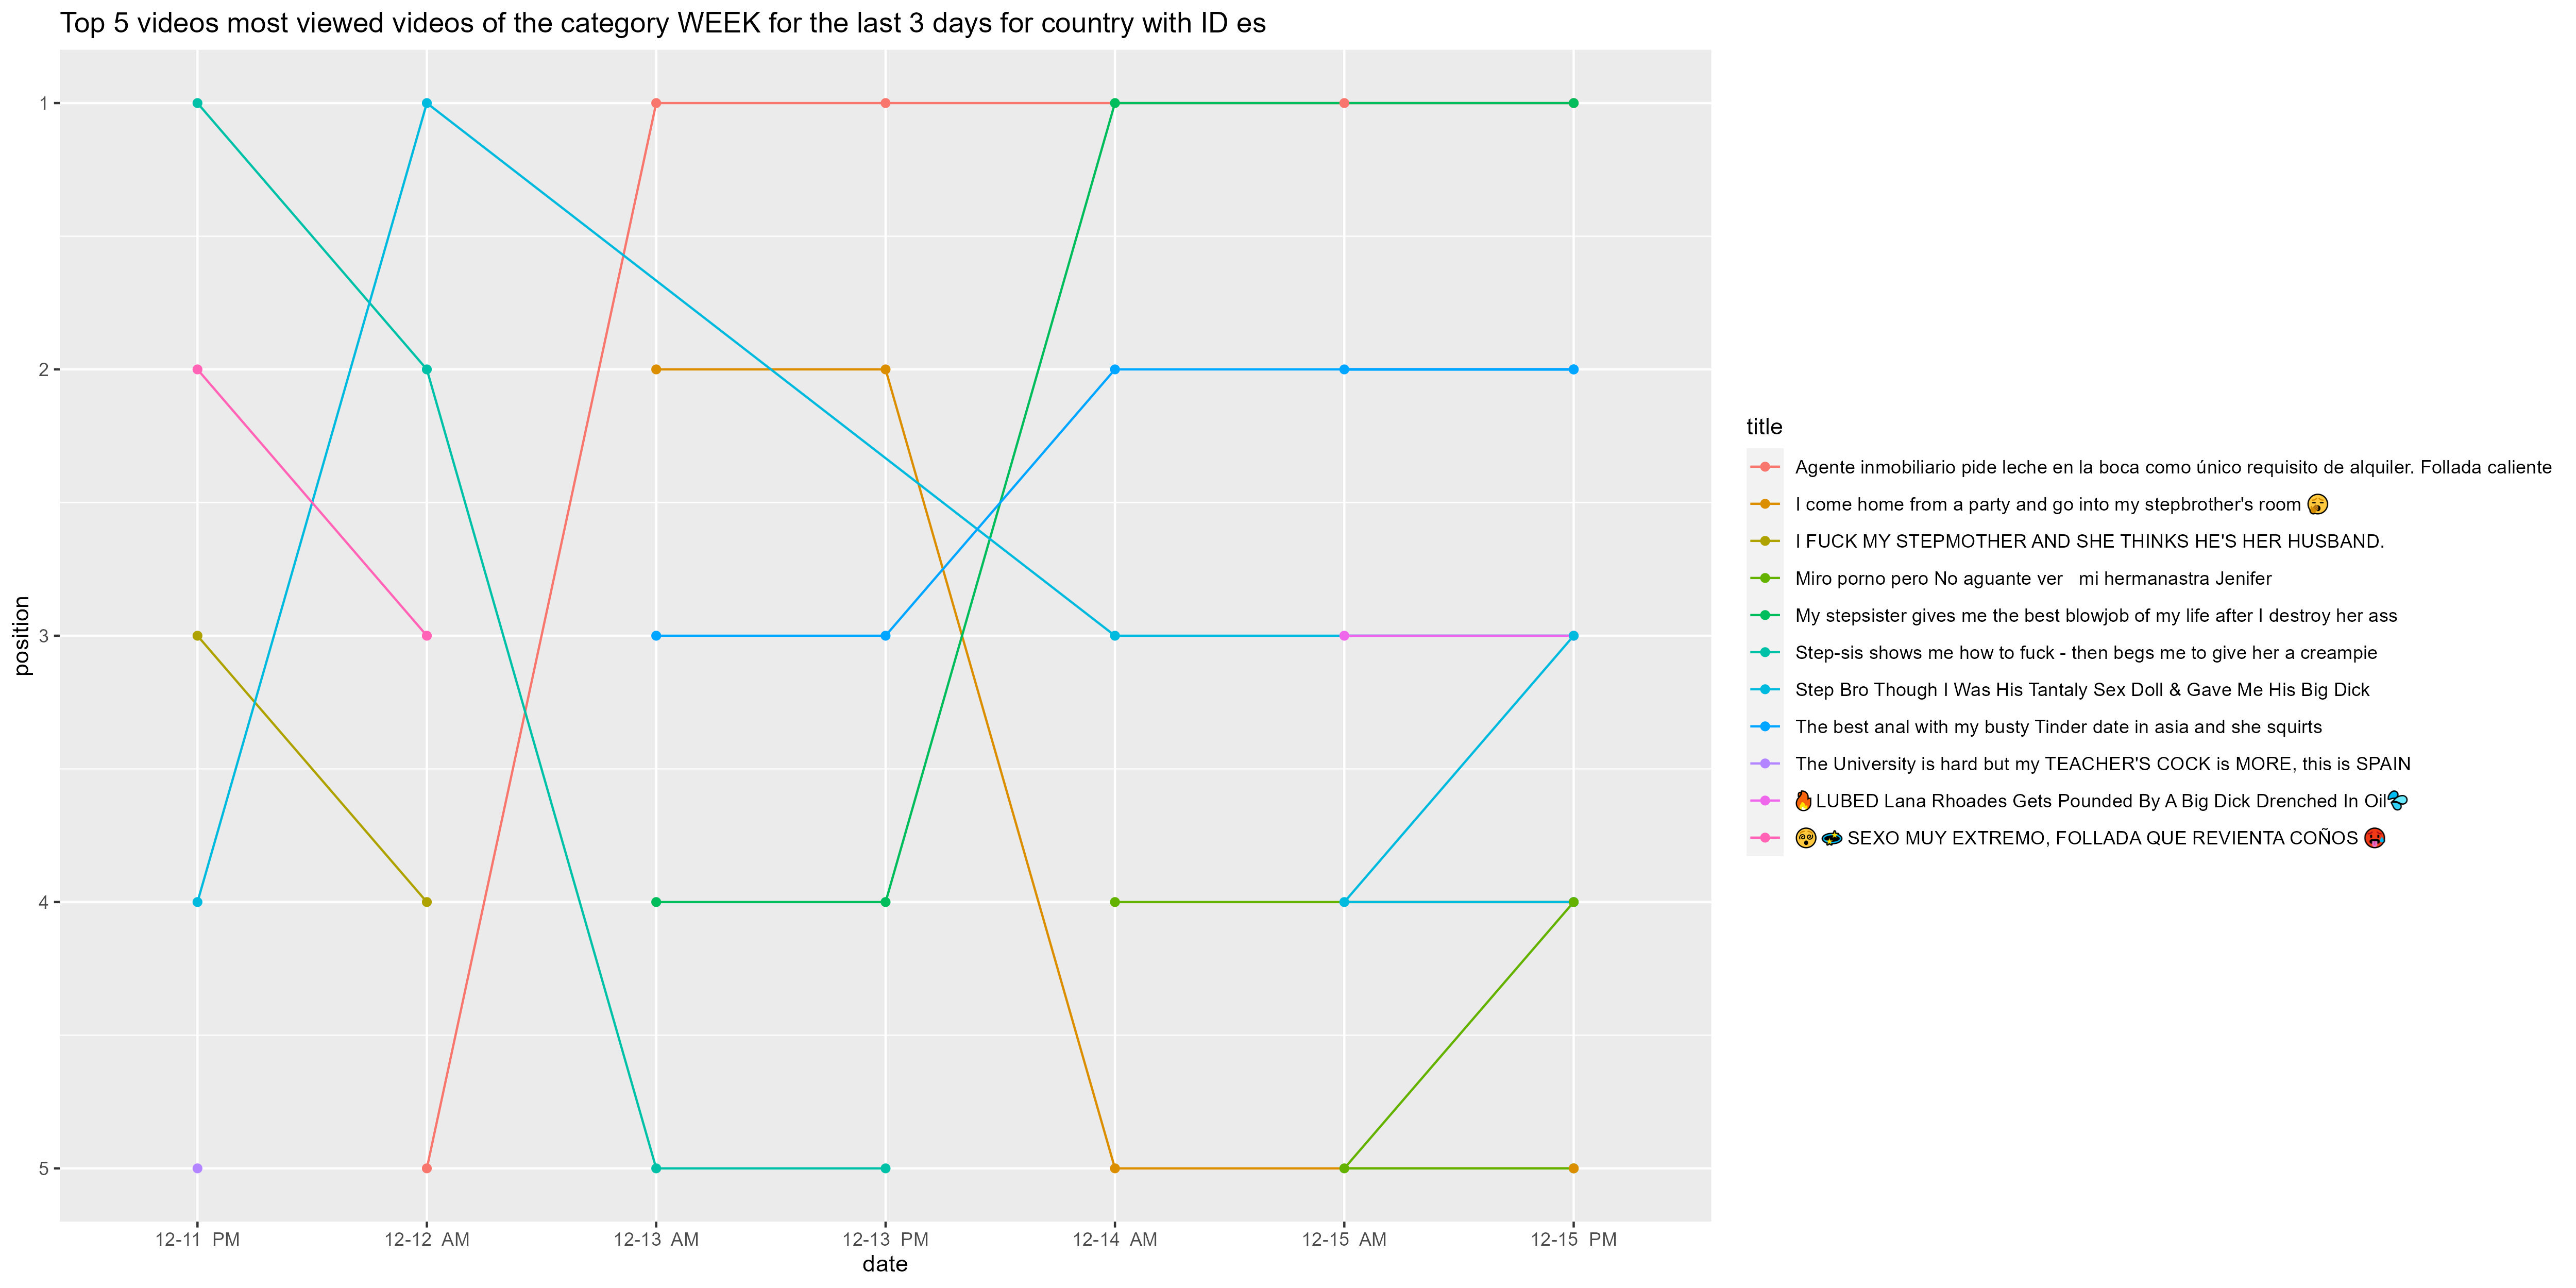 Top 5 videos most viewed videos of the category WEEK for the last 3 days for country with ID es
position
1
2
3
4
5
12-11 PM
12-12 AM
12-13 AM
12-13 PM
12-14 AM
12-15 AM
12-15 PM
date
title
Agente inmobiliario pide leche en la boca como único requisito de alquiler. Follada caliente
I come home from a party and go into my stepbrother's room 🥱
I FUCK MY STEPMOTHER AND SHE THINKS HE'S HER HUSBAND.
Miro porno pero No aguante ver mi hermanastra Jenifer
My stepsister gives me the best blowjob of my life after I destroy her ass
Step-sis shows me how to fuck - then begs me to give her a creampie
Step Bro Though I Was His Tantaly Sex Doll & Gave Me His Big Dick
The best anal with my busty Tinder date in asia and she squirts
The University is hard but my TEACHER'S COCK is MORE, this is SPAIN
🔥LUBED Lana Rhoades Gets Pounded By A Big Dick Drenched In Oil💦
😵‍💫 SEXO MUY EXTREMO, FOLLADA QUE REVIENTA COÑOS 🥵